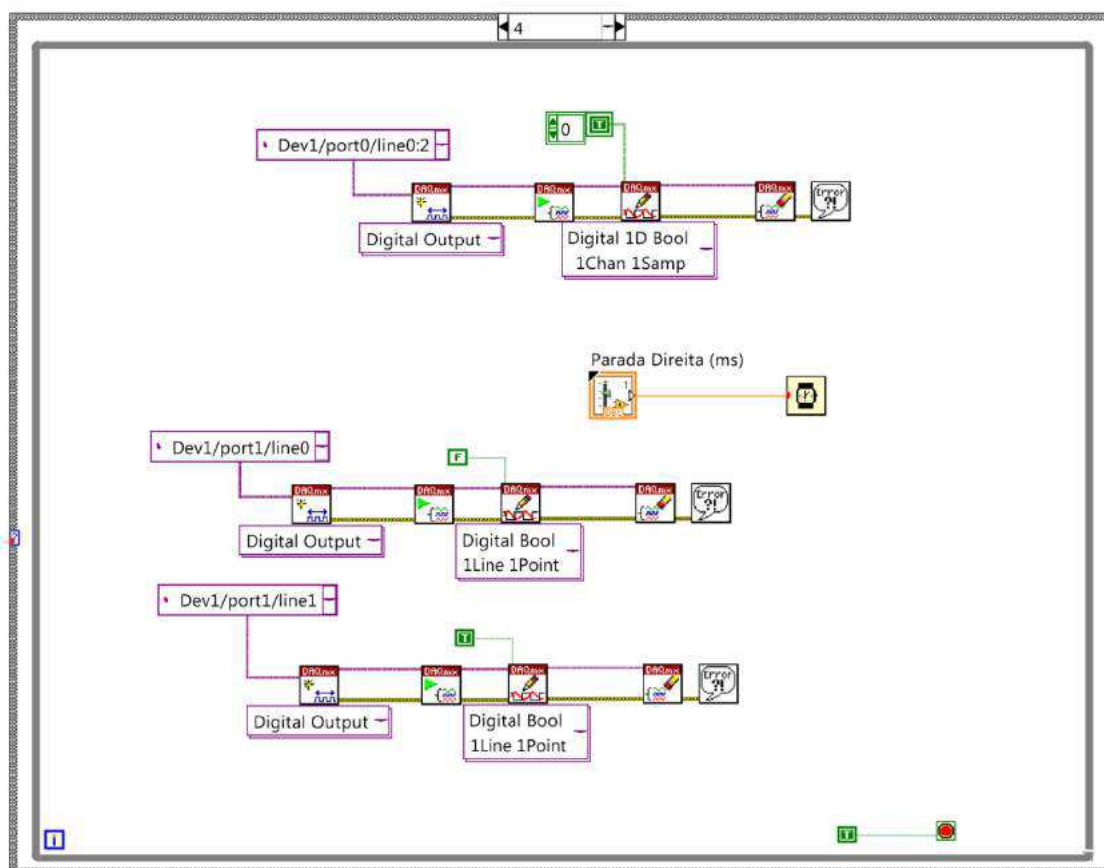 4
Dev1/port0/line0:2
0
T
DAQmx
DAQmx
DAQmx
DAQmx
Error
?!
Digital Output
Digital 1D Bool
1Chan 1Samp
Parada Direita (ms)
Dev1/port1/line0
F
DAQmx
DAQmx
DAQmx
DAQmx
Error
?!
Digital Output
Digital Bool
1Line 1Point
Dev1/port1/line1
T
DAQmx
DAQmx
DAQmx
DAQmx
Error
?!
Digital Output
Digital Bool
1Line 1Point
i
T